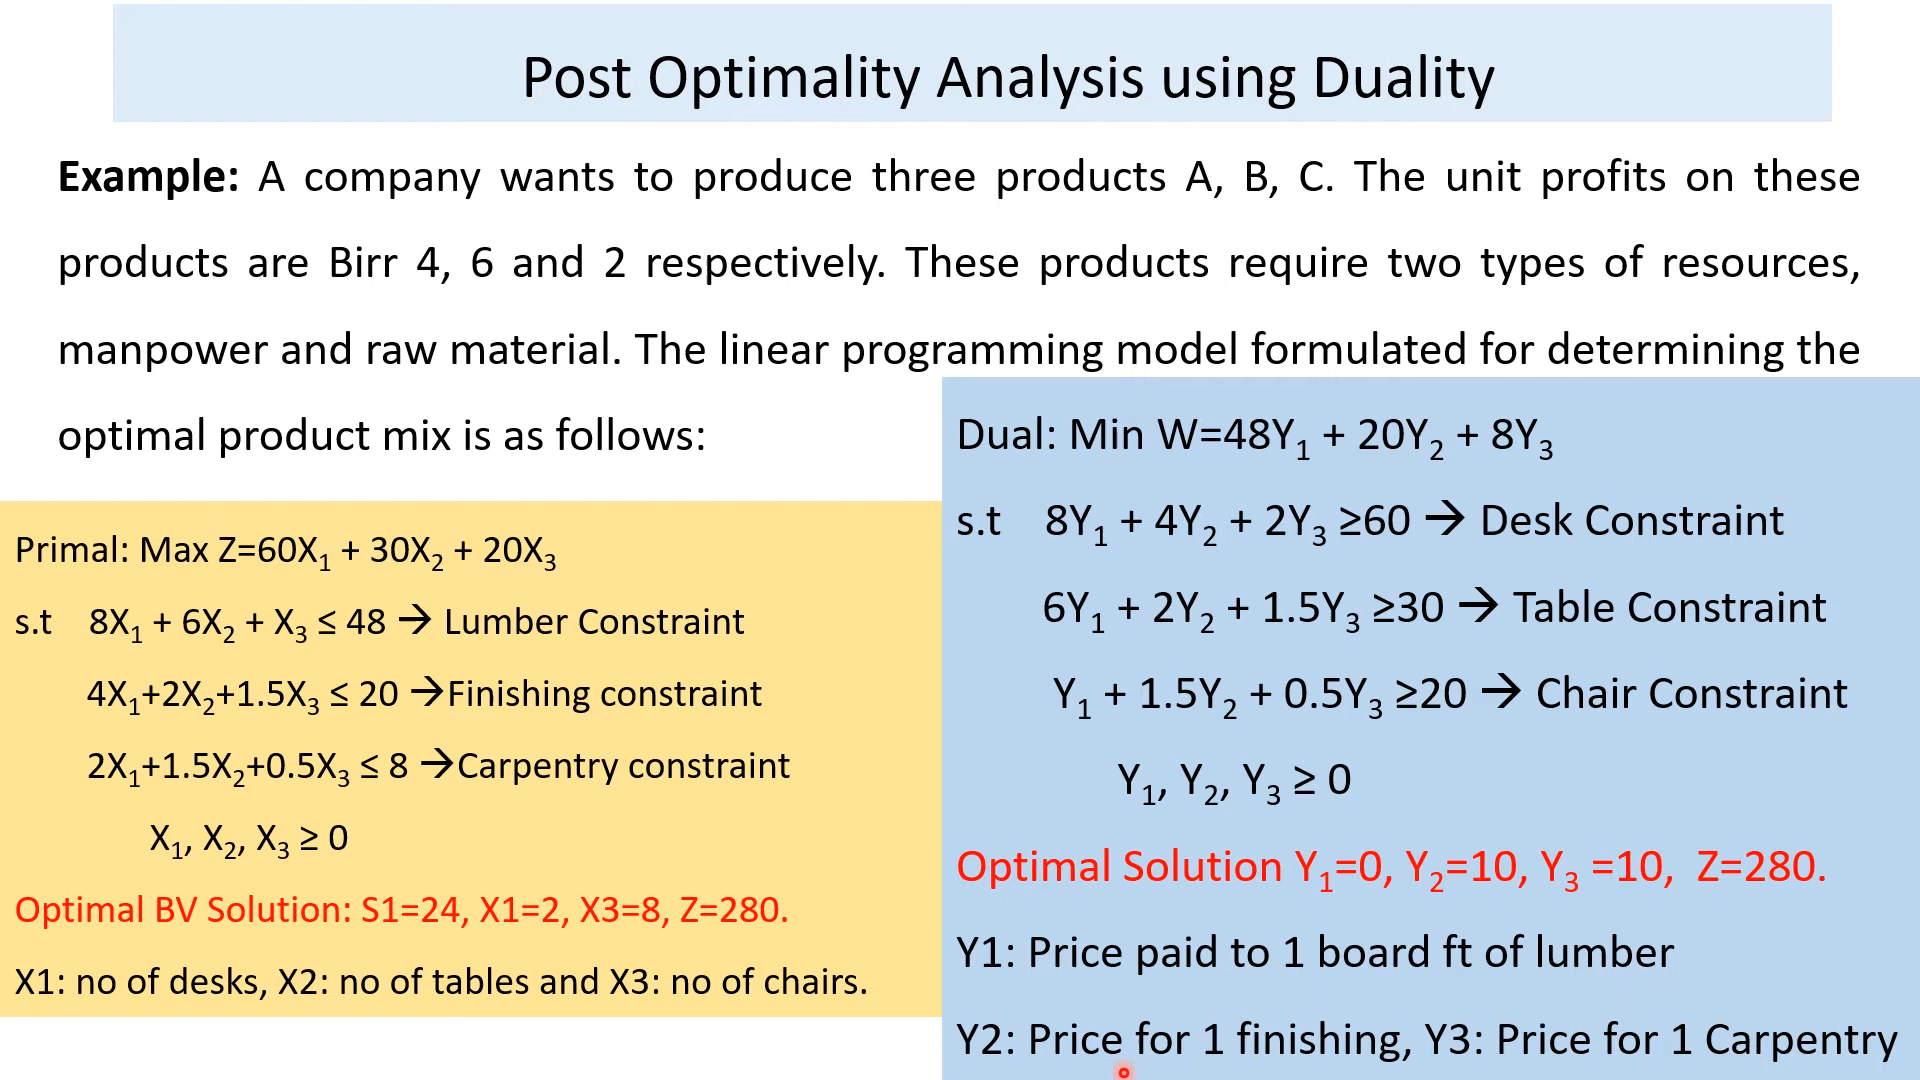 Post Optimality Analysis using Duality
Example: A company wants to produce three products A, B, C. The unit profits on these
products are Birr 4, 6 and 2 respectively. These products require two types of resources,
manpower and raw material. The linear programming model formulated for determining the
optimal product mix is as follows:
Primal: Max Z=60X₁ + 30X₂ + 20X₃
s.t 8X₁ + 6X₂ + X₃ ≤ 48 → Lumber Constraint
4X₁+2X₂+1.5X₃ ≤ 20 →Finishing constraint
2X₁+1.5X₂+0.5X₃ ≤ 8 →Carpentry constraint
X₁, X₂, X₃ ≥ 0
Optimal BV Solution: S1=24, X1=2, X3=8, Z=280.
X1: no of desks, X2: no of tables and X3: no of chairs.
Dual: Min W=48Y₁ + 20Y₂ + 8Y₃
s.t 8Y₁ + 4Y₂ + 2Y₃ ≥60 → Desk Constraint
6Y₁ + 2Y₂ + 1.5Y₃ ≥30 → Table Constraint
Y₁ + 1.5Y₂ + 0.5Y₃ ≥20 → Chair Constraint
Y₁, Y₂, Y₃ ≥ 0
Optimal Solution Y₁=0, Y₂=10, Y₃ =10, Z=280.
Y1: Price paid to 1 board ft of lumber
Y2: Price for 1 finishing, Y3: Price for 1 Carpentry